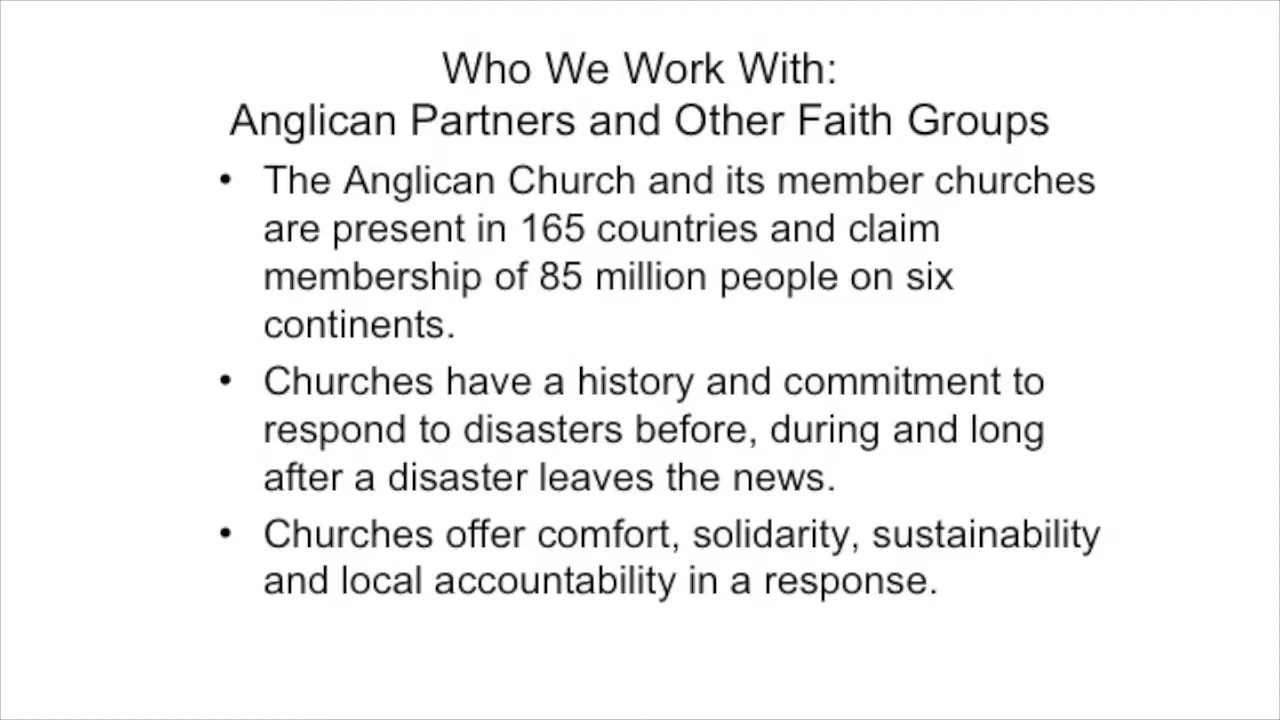 Who We Work With:
Anglican Partners and Other Faith Groups
• The Anglican Church and its member churches
are present in 165 countries and claim
membership of 85 million people on six
continents.
• Churches have a history and commitment to
respond to disasters before, during and long
after a disaster leaves the news.
• Churches offer comfort, solidarity, sustainability
and local accountability in a response.